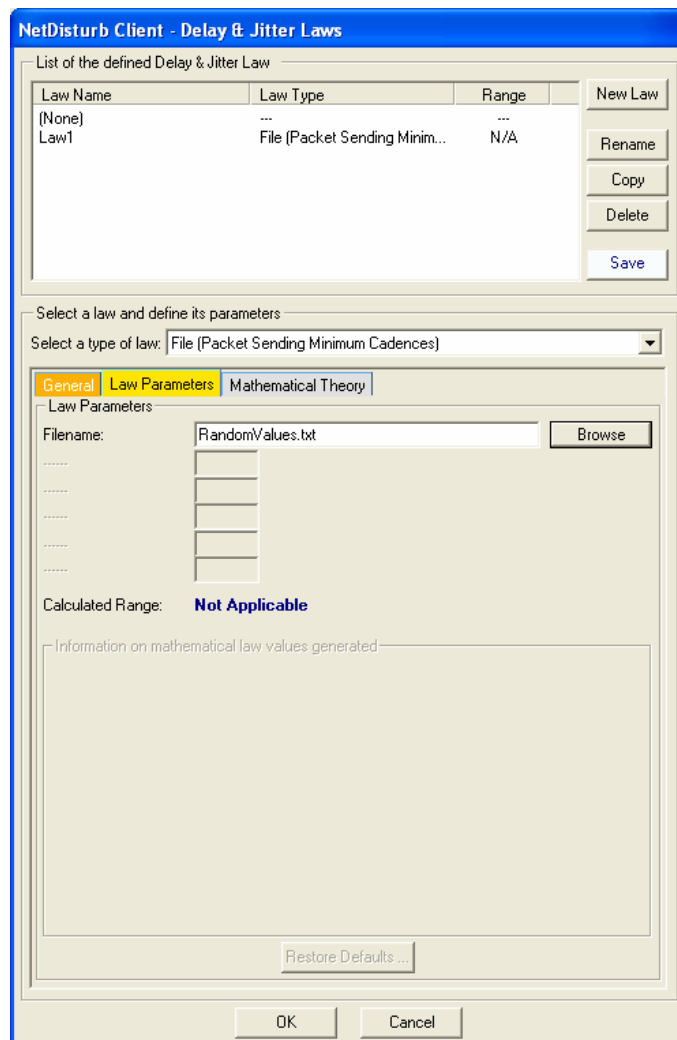 NetDisturb Client - Delay & Jitter Laws
List of the defined Delay & Jitter Law
Law Name Law Type Range
(None) --- ---
Law1 File (Packet Sending Minim... N/A
New Law
Rename
Copy
Delete
Save
Select a law and define its parameters
Select a type of law: File (Packet Sending Minimum Cadences)
General Law Parameters Mathematical Theory
Law Parameters
Filename: RandomValues.txt Browse
------
------
------
------
------
Calculated Range: Not Applicable
Information on mathematical law values generated
Restore Defaults ...
OK Cancel